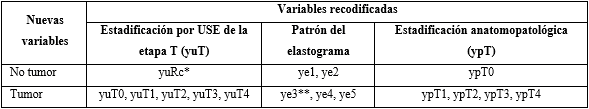 Nuevas variables
Variables recodificadas
Estadificación por USE de la etapa T (yuT)
Patrón del elastograma
Estadificación anatomopatológica (ypT)
No tumor
yuRc*
ye1, ye2
ypT0
Tumor
yuT0, yuT1, yuT2, yuT3, yuT4
ye3**, ye4, ye5
ypT1, ypT2, ypT3, ypT4